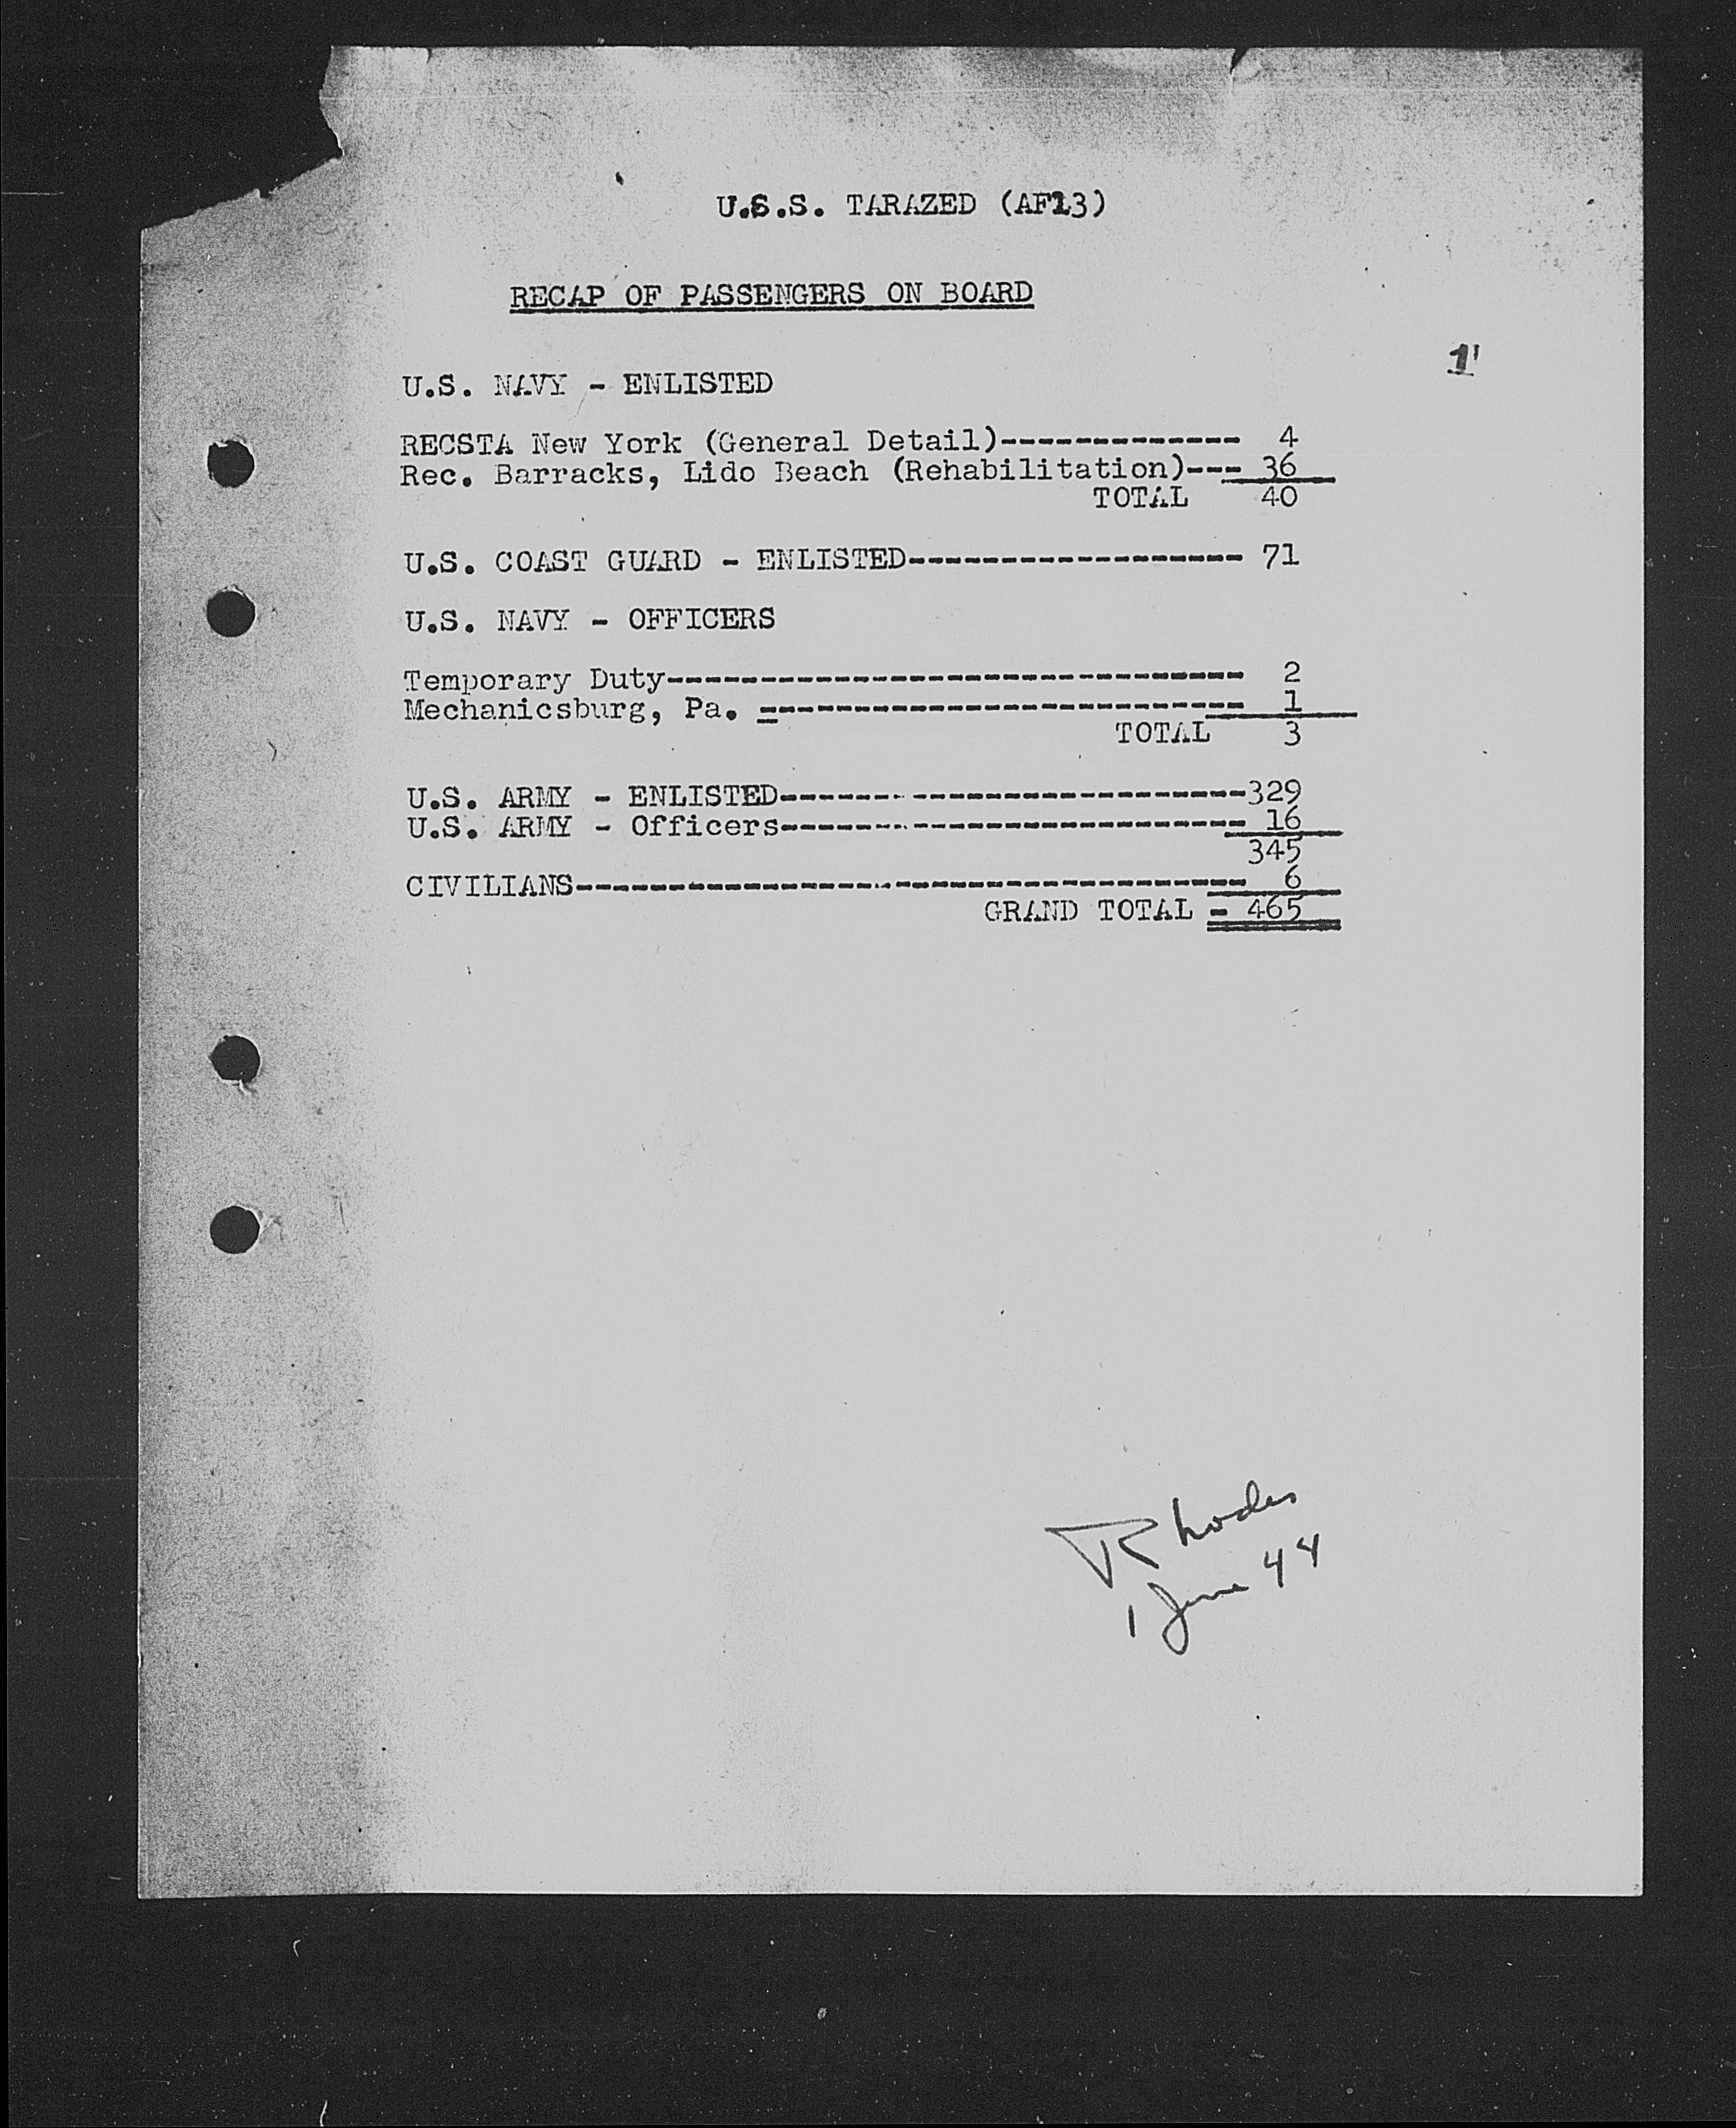 U.S.S. TARAZED (AF13)
RECAP OF PASSENGERS ON BOARD
1
U.S. NAVY - ENLISTED
RECSTA New York (General Detail)------------- 4
Rec. Barracks, Lido Beach (Rehabilitation)--- 36
TOTAL 40
U.S. COAST GUARD - ENLISTED------------------ 71
U.S. NAVY - OFFICERS
Temporary Duty------------------------------- 2
Mechanicsburg, Pa. -------------------------- 1
TOTAL 3
U.S. ARMY - ENLISTED-------------------------329
U.S. ARMY - Officers------------------------- 16
345
CIVILIANS------------------------------------ 6
GRAND TOTAL - 465
Rhodes
1 June 44